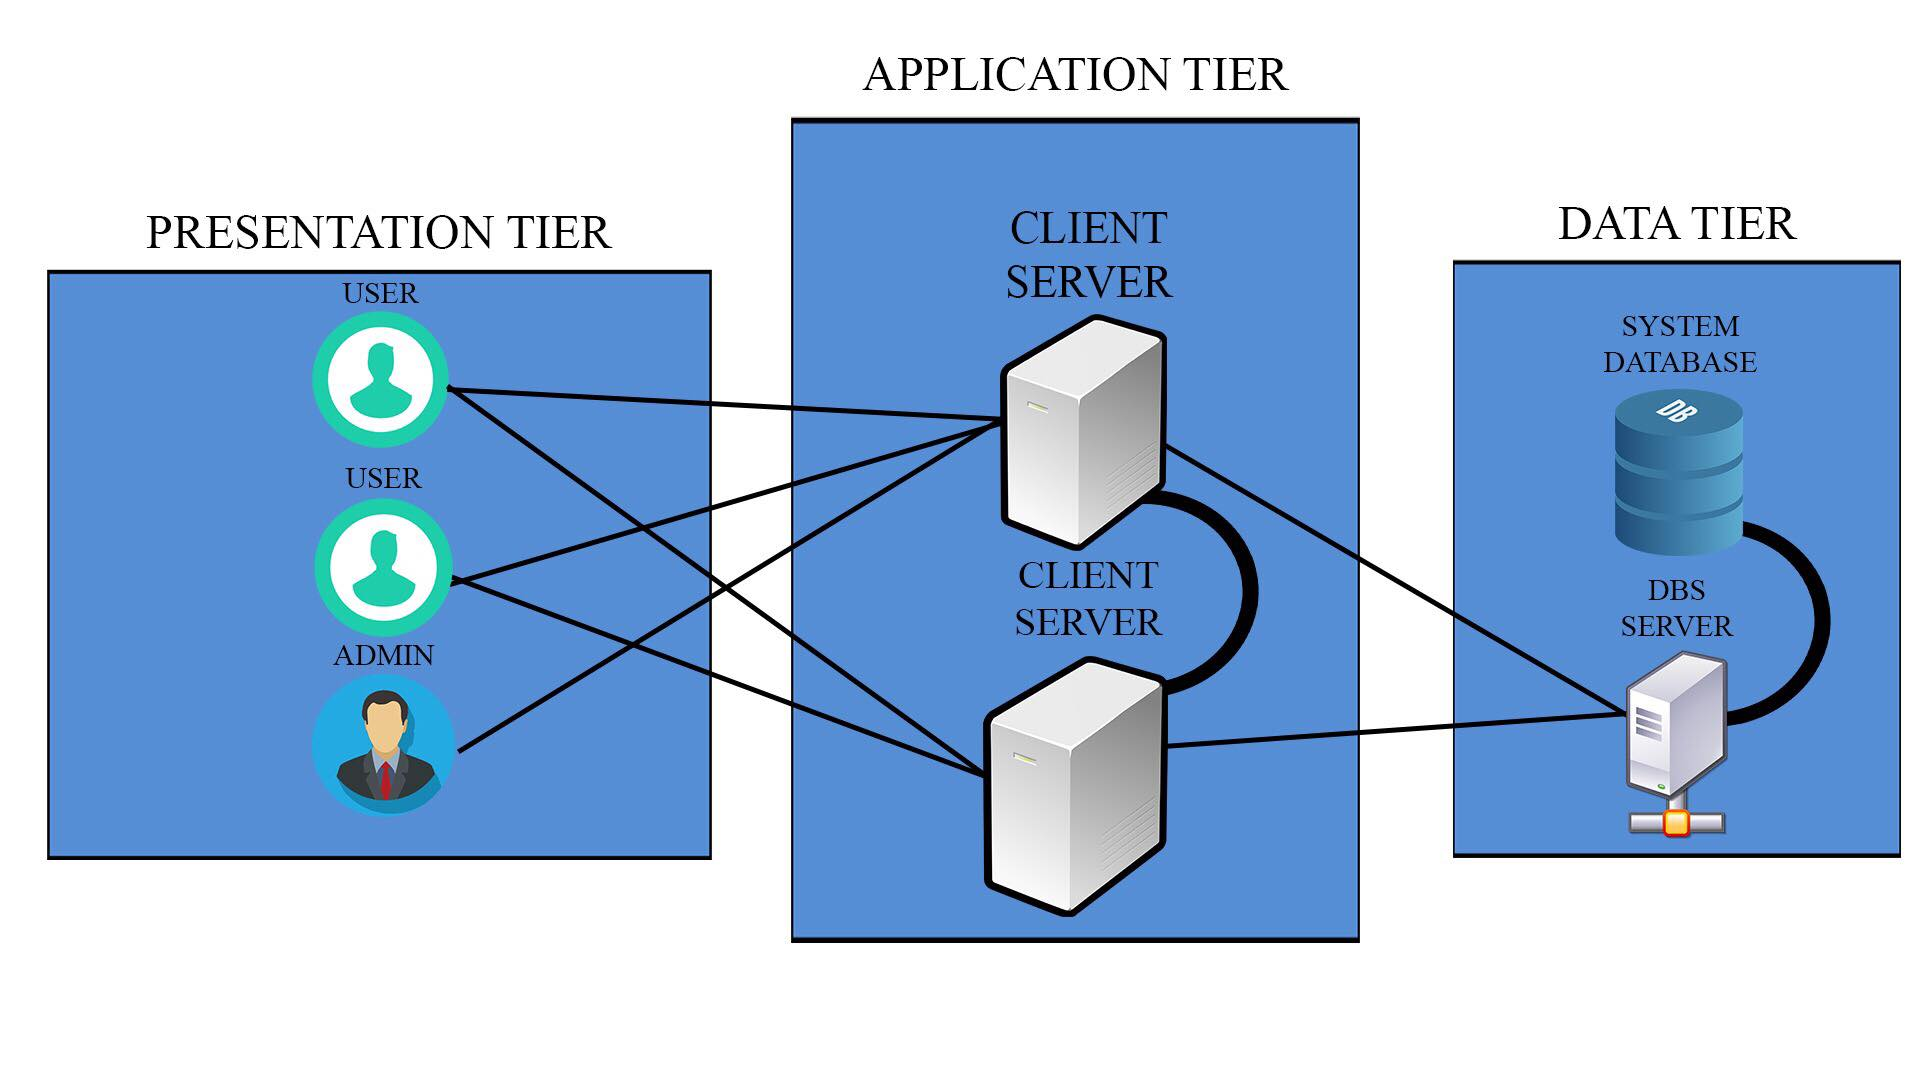 APPLICATION TIER
PRESENTATION TIER
DATA TIER
USER
USER
ADMIN
CLIENT
SERVER
CLIENT
SERVER
SYSTEM
DATABASE
DB
DBS
SERVER